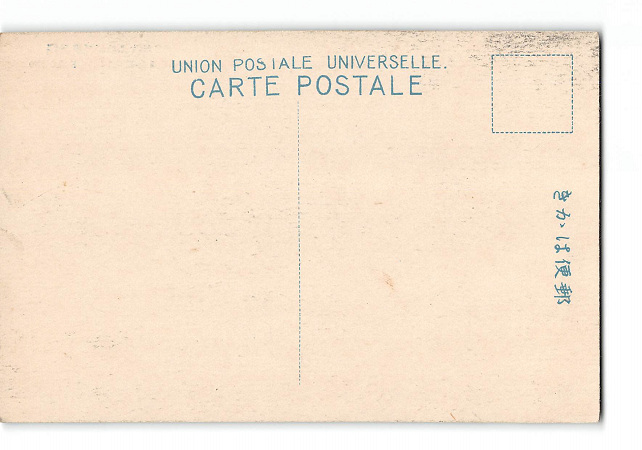 UNION POSTALE UNIVERSELLE.
CARTE POSTALE
郵便はかき